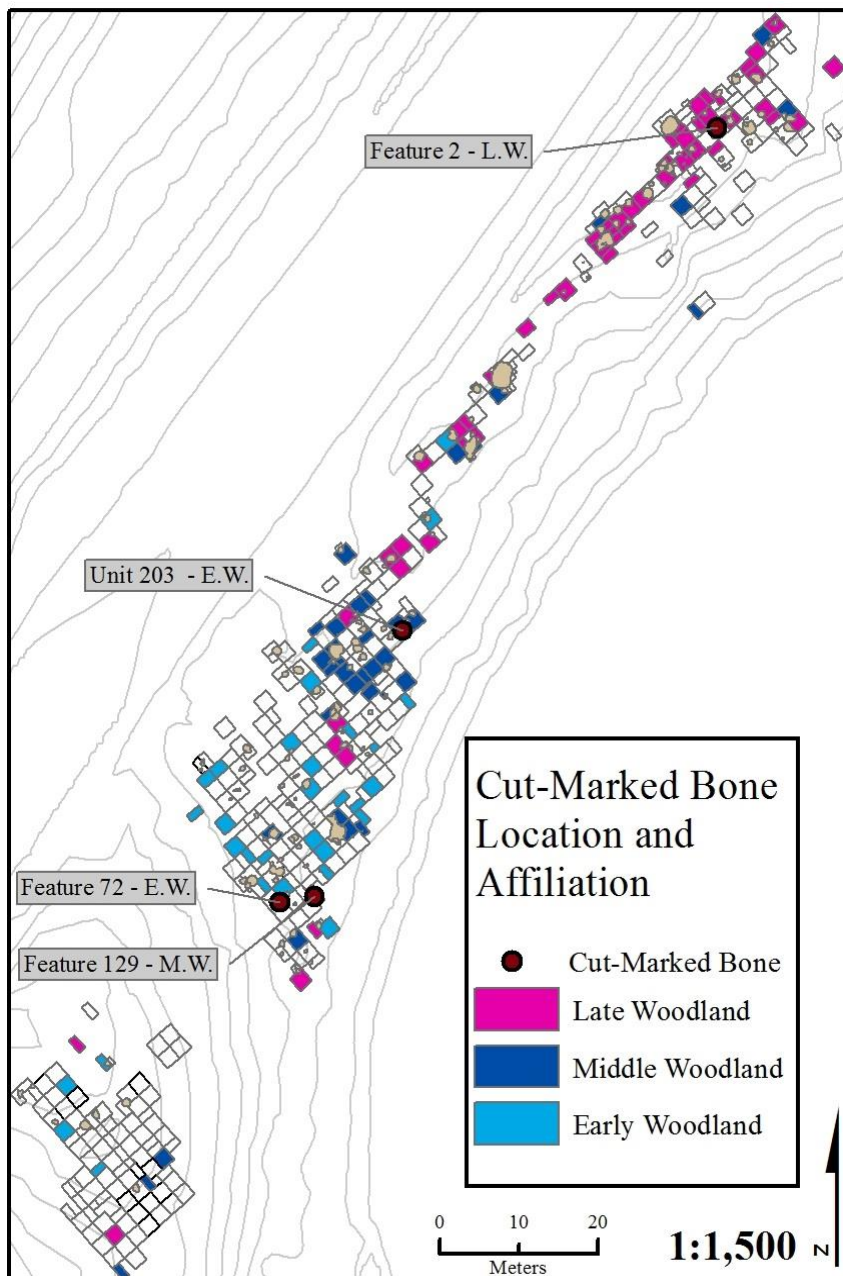 Feature 2 - L.W.
Unit 203 - E.W.
Feature 72 - E.W.
Feature 129 - M.W.
Cut-Marked Bone
Location and
Affiliation
Cut-Marked Bone
Late Woodland
Middle Woodland
Early Woodland
0 10 20
Meters
1:1,500
N